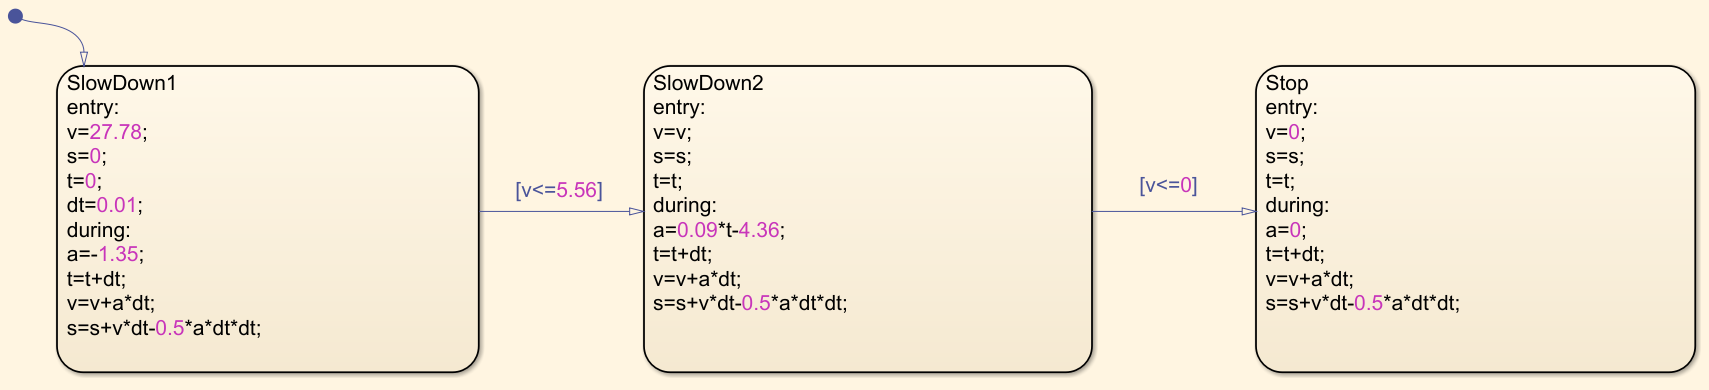 SlowDown1
entry:
v=27.78;
s=0;
t=0;
dt=0.01;
during:
a=-1.35;
t=t+dt;
v=v+a*dt;
s=s+v*dt-0.5*a*dt*dt;
[v<=5.56]
SlowDown2
entry:
v=v;
s=s;
t=t;
during:
a=0.09*t-4.36;
t=t+dt;
v=v+a*dt;
s=s+v*dt-0.5*a*dt*dt;
[v<=0]
Stop
entry:
v=0;
s=s;
t=t;
during:
a=0;
t=t+dt;
v=v+a*dt;
s=s+v*dt-0.5*a*dt*dt;